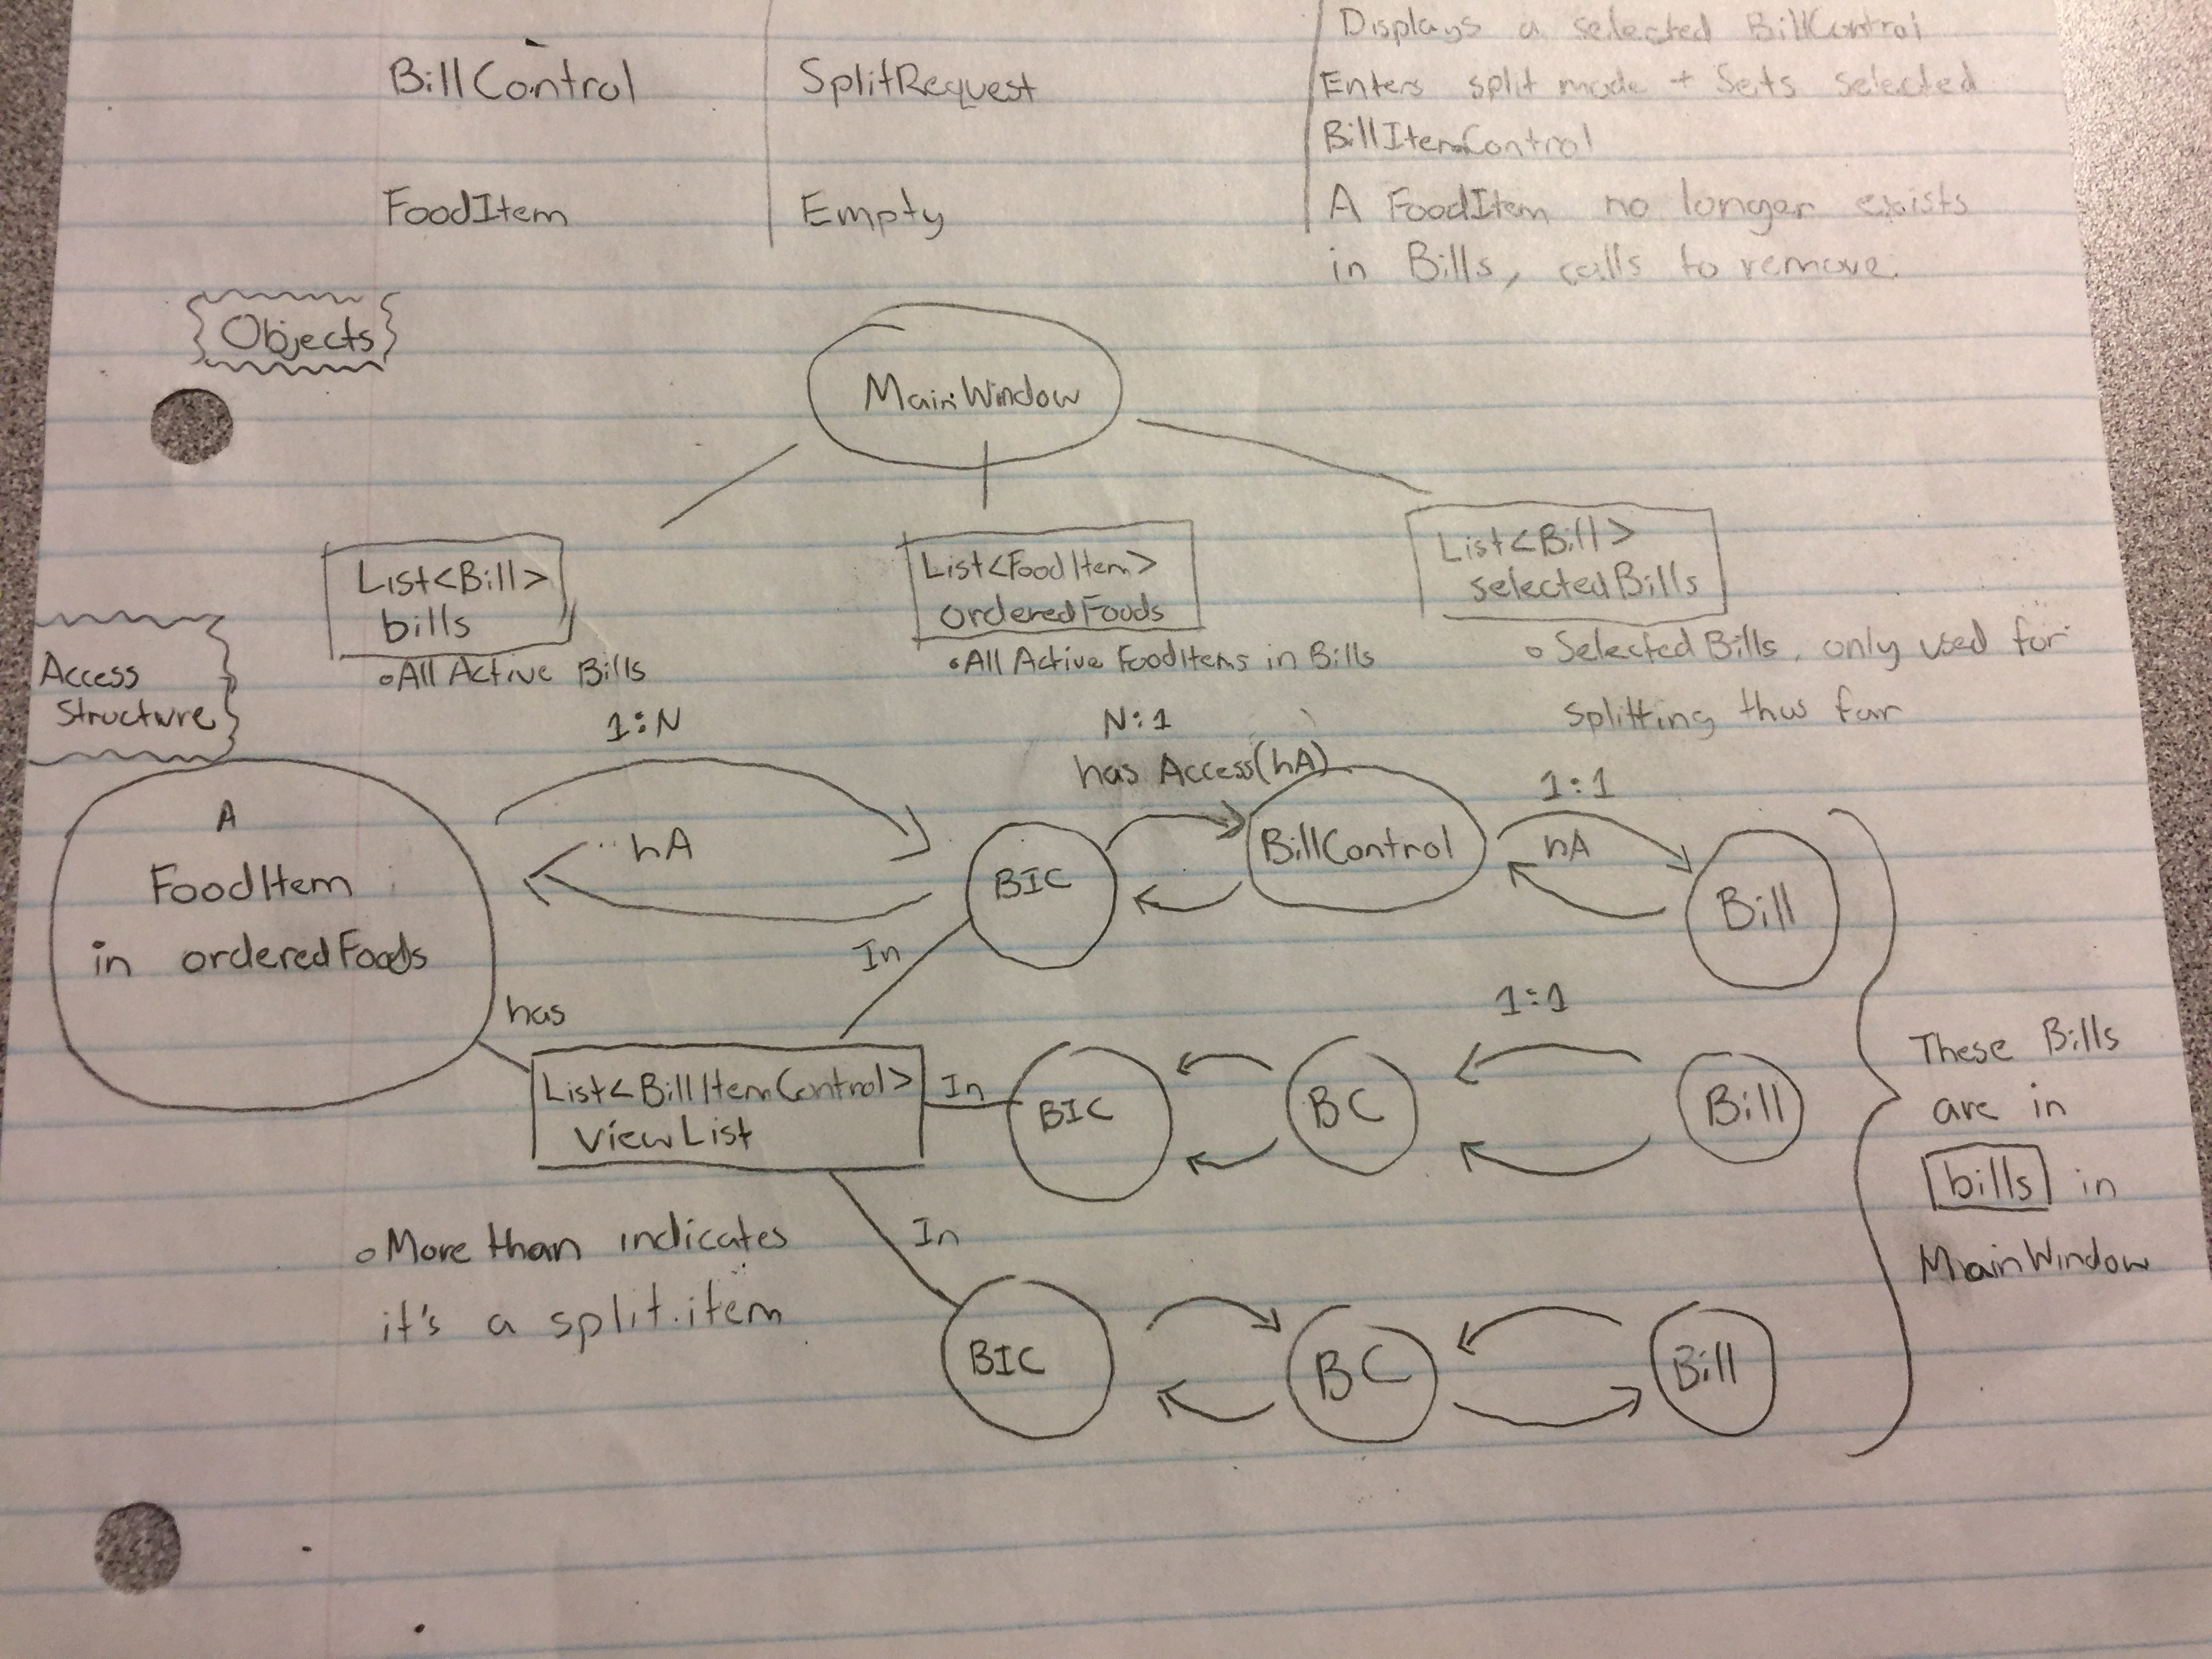 Displays a selected BillControl
BillControl SplitRequest Enters split mode + Sets selected
BillItemControl
FoodItem Empty A FoodItem no longer exists
in Bills, calls to remove.
{Objects}
MainWindow
List<Bill>
bills
•All Active Bills
List<FoodItem>
orderedFoods
•All Active FoodItems in Bills
List<Bill>
selectedBills
•SelectedBills, only used for
splitting thus far
Access
Structure
1:N
N:1
has Access(hA)
1:1
A
FoodItem
in orderedFoods
hA
BIC
BillControl
hA
Bill
has
In
1:1
List<BillItemControl>
viewList
In
BIC
BC
Bill
In
BIC
BC
Bill
•More than indicates
it's a split item
These Bills
are in
bills in
MainWindow